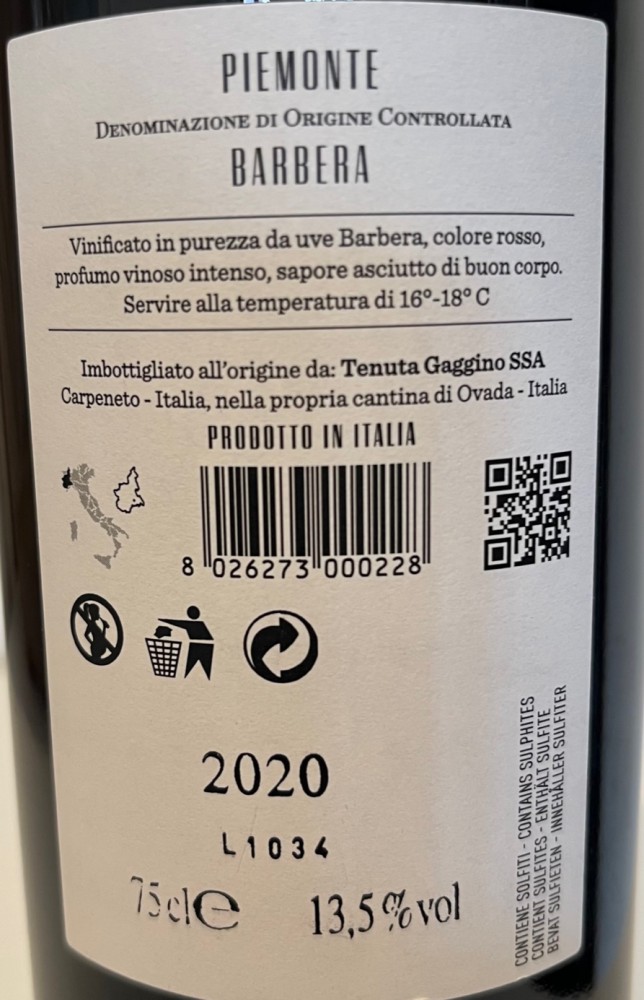 PIEMONTE
DENOMINAZIONE DI ORIGINE CONTROLLATA
BARBERA
Vinificato in purezza da uve Barbera, colore rosso,
profumo vinoso intenso, sapore asciutto di buon corpo.
Servire alla temperatura di 16°-18° C
Imbottigliato all'origine da: Tenuta Gaggino SSA
Carpeneto - Italia, nella propria cantina di Ovada - Italia
PRODOTTO IN ITALIA
8 026273 000228
2020
L1034
75 cl e
13,5 % vol
CONTIENE SOLFITI - CONTAINS SULPHITES
CONTIENT SULFITES - ENTHÄLT SULFITE
BEVAT SULFIETEN - INNEHÅLLER SULFITER